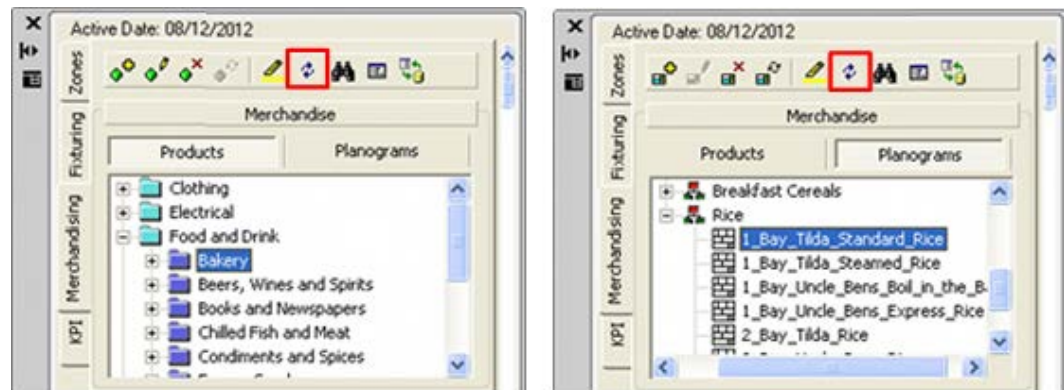 Active Date: 08/12/2012
Zones
Fixturing
Merchandising
KPI
Merchandise
Products
Planograms
Clothing
Electrical
Food and Drink
Bakery
Beers, Wines and Spirits
Books and Newspapers
Chilled Fish and Meat
Condiments and Spices
Active Date: 08/12/2012
Zones
Fixturing
Merchandising
KPI
Merchandise
Products
Planograms
Breakfast Cereals
Rice
1_Bay_Tilda_Standard_Rice
1_Bay_Tilda_Steamed_Rice
1_Bay_Uncle_Bens_Boil_in_the_B
1_Bay_Uncle_Bens_Express_Rice
2_Bay_Tilda_Rice